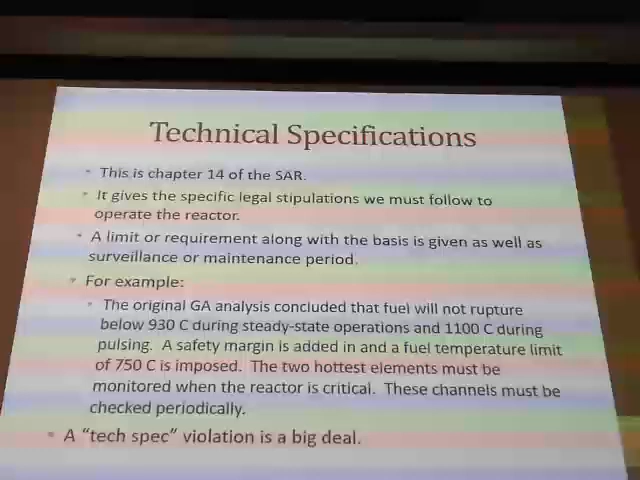 Technical Specifications
This is chapter 14 of the SAR.
It gives the specific legal stipulations we must follow to
operate the reactor.
A limit or requirement along with the basis is given as well as
surveillance or maintenance period.
For example:
The original GA analysis concluded that fuel will not rupture
below 930 C during steady-state operations and 1100 C during
pulsing. A safety margin is added in and a fuel temperature limit
of 750 C is imposed. The two hottest elements must be
monitored when the reactor is critical. These channels must be
checked periodically.
A “tech spec” violation is a big deal.